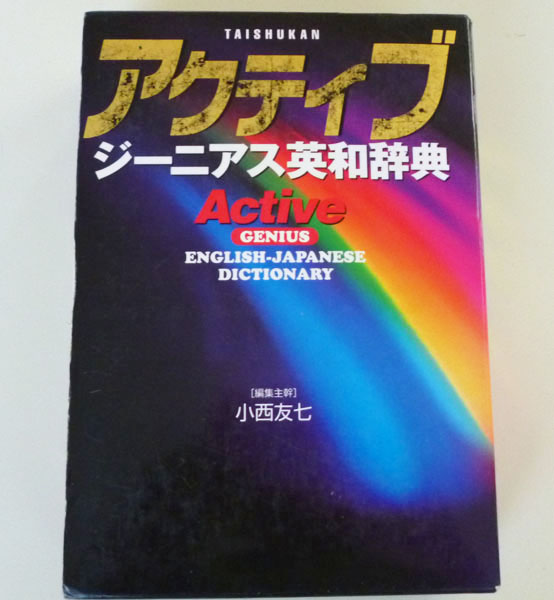 TAISHUKAN
アクティブ
ジーニアス英和辞典
Active
GENIUS
ENGLISH-JAPANESE
DICTIONARY
[編集主幹]
小西友七